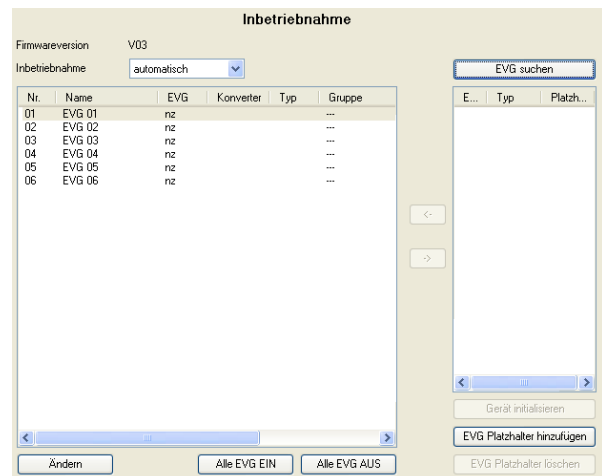 Inbetriebnahme
Firmwareversion V03
Inbetriebnahme automatisch EVG suchen
Nr. Name EVG Konverter Typ Gruppe E... Typ Platzh...
01 EVG 01 nz ---
02 EVG 02 nz ---
03 EVG 03 nz ---
04 EVG 04 nz ---
05 EVG 05 nz ---
06 EVG 06 nz ---
<-
->
Gerät initialisieren
EVG Platzhalter hinzufügen
Ändern Alle EVG EIN Alle EVG AUS EVG Platzhalter löschen